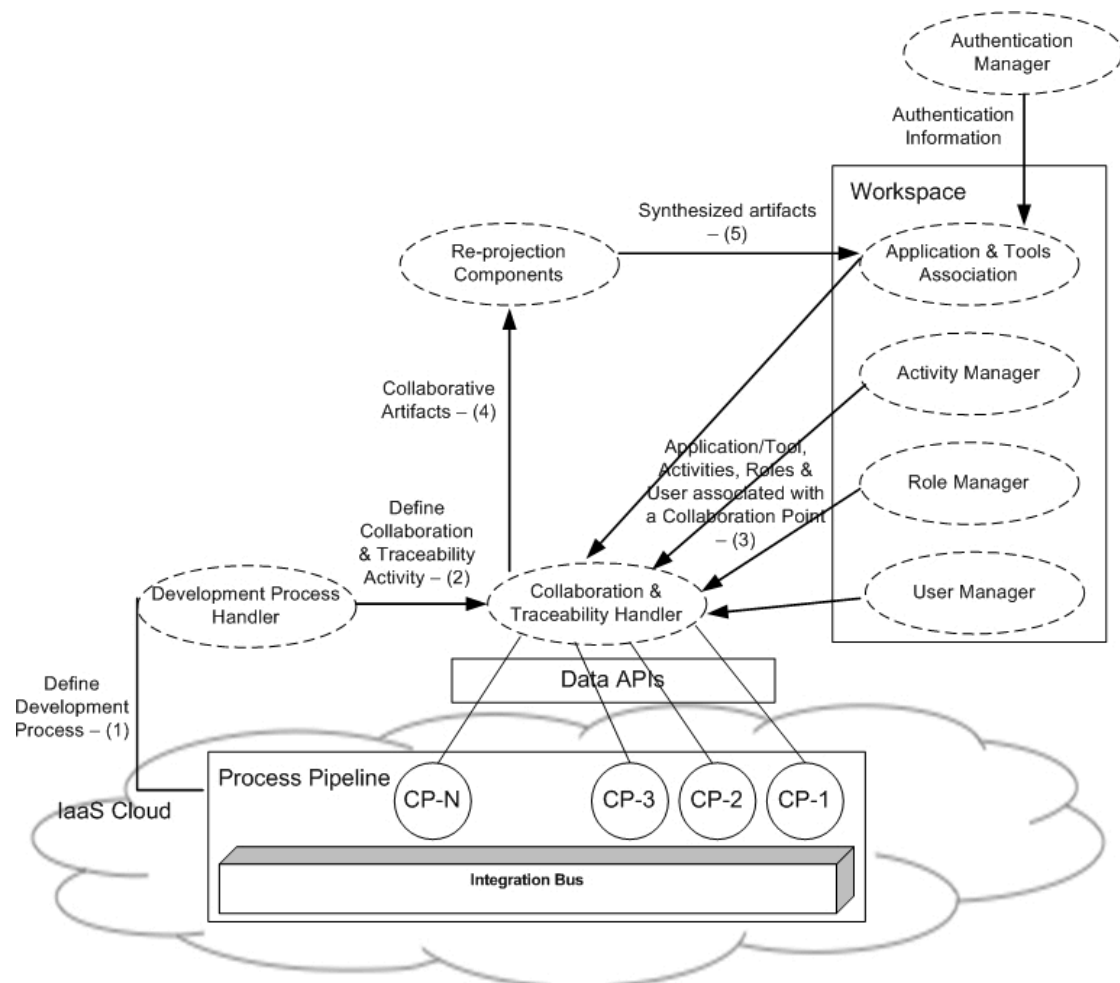 Authentication
Manager
Authentication
Information
Workspace
Synthesized artifacts
– (5)
Re-projection
Components
Application & Tools
Association
Collaborative
Artifacts – (4)
Activity Manager
Application/Tool,
Activities, Roles &
User associated with
a Collaboration Point
– (3)
Role Manager
Define
Collaboration
& Traceability
Activity – (2)
Development Process
Handler
Collaboration &
Traceability Handler
User Manager
Data APIs
Define
Development
Process – (1)
Process Pipeline
IaaS Cloud
CP-N
CP-3
CP-2
CP-1
Integration Bus